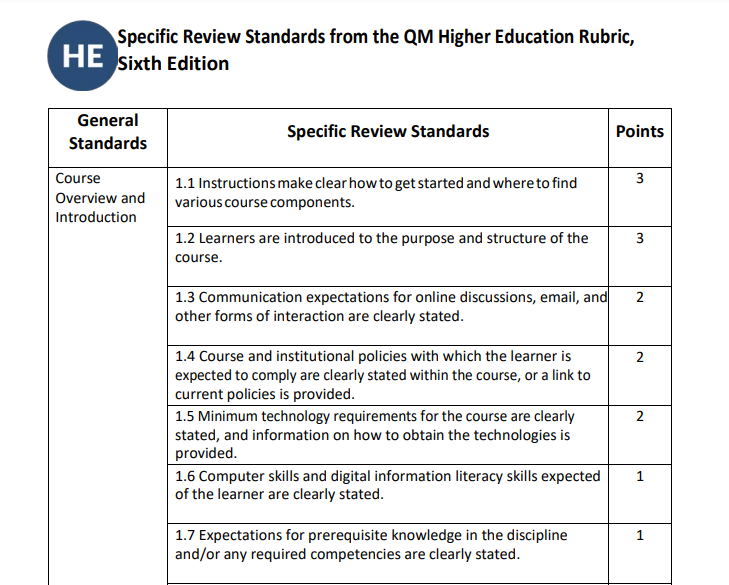 HE
Specific Review Standards from the QM Higher Education Rubric,
Sixth Edition
General
Standards
Specific Review Standards
Points
Course
Overview and
Introduction
1.1 Instructions make clear how to get started and where to find
various course components.
3
1.2 Learners are introduced to the purpose and structure of the
course.
3
1.3 Communication expectations for online discussions, email, and
other forms of interaction are clearly stated.
2
1.4 Course and institutional policies with which the learner is
expected to comply are clearly stated within the course, or a link to
current policies is provided.
2
1.5 Minimum technology requirements for the course are clearly
stated, and information on how to obtain the technologies is
provided.
2
1.6 Computer skills and digital information literacy skills expected
of the learner are clearly stated.
1
1.7 Expectations for prerequisite knowledge in the discipline
and/or any required competencies are clearly stated.
1